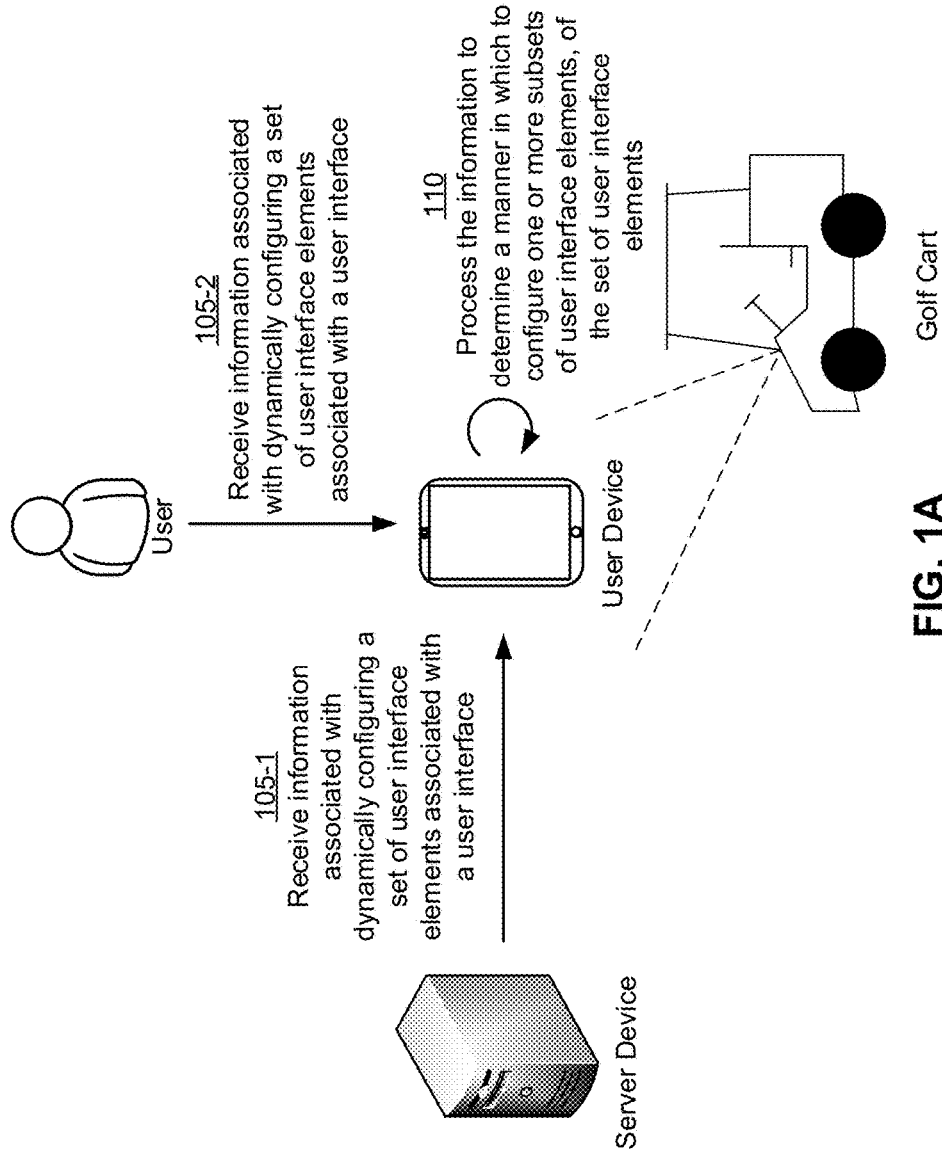 User
105-2
Receive information associated
with dynamically configuring a set
of user interface elements
associated with a user interface
105-1
Receive information
associated with
dynamically configuring a
set of user interface
elements associated with
a user interface
110
Process the information to
determine a manner in which to
configure one or more subsets
of user interface elements, of
the set of user interface
elements
Server Device
User Device
Golf Cart
FIG. 1A